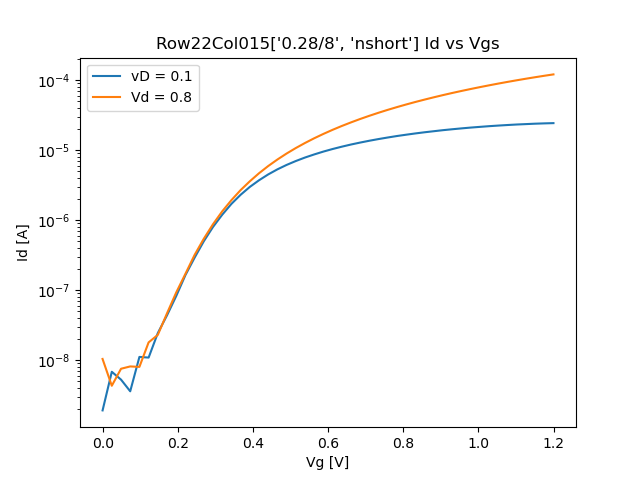 Row22Col015['0.28/8', 'nshort'] Id vs Vgs
vD = 0.1
Vd = 0.8
10⁻⁴
10⁻⁵
10⁻⁶
10⁻⁷
10⁻⁸
Id [A]
0.0 0.2 0.4 0.6 0.8 1.0 1.2
Vg [V]